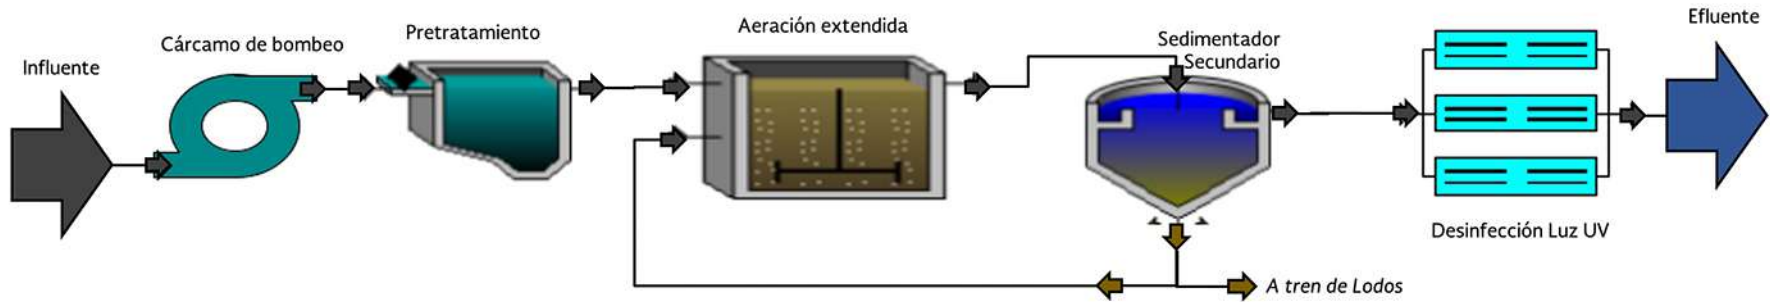 Influente
Cárcamo de bombeo
Pretratamiento
Aeración extendida
Sedimentador
Secundario
Desinfección Luz UV
Efluente
A tren de Lodos